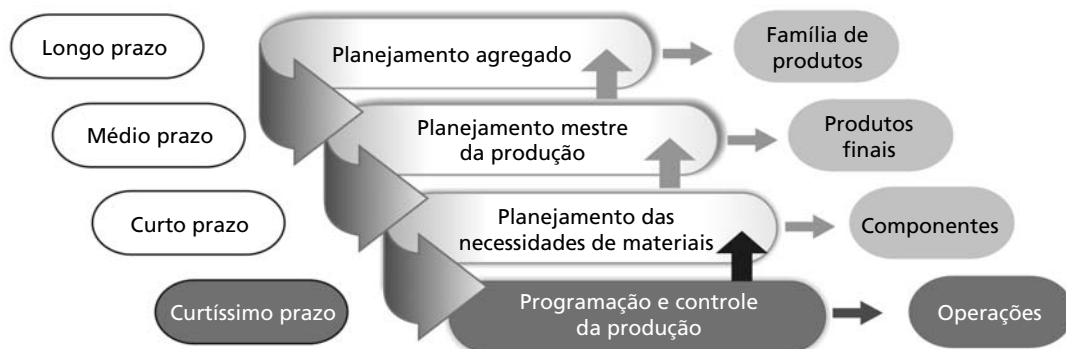 Longo prazo
Planejamento agregado
Família de
produtos
Médio prazo
Planejamento mestre
da produção
Produtos
finais
Curto prazo
Planejamento das
necessidades de materiais
Componentes
Curtíssimo prazo
Programação e controle
da produção
Operações